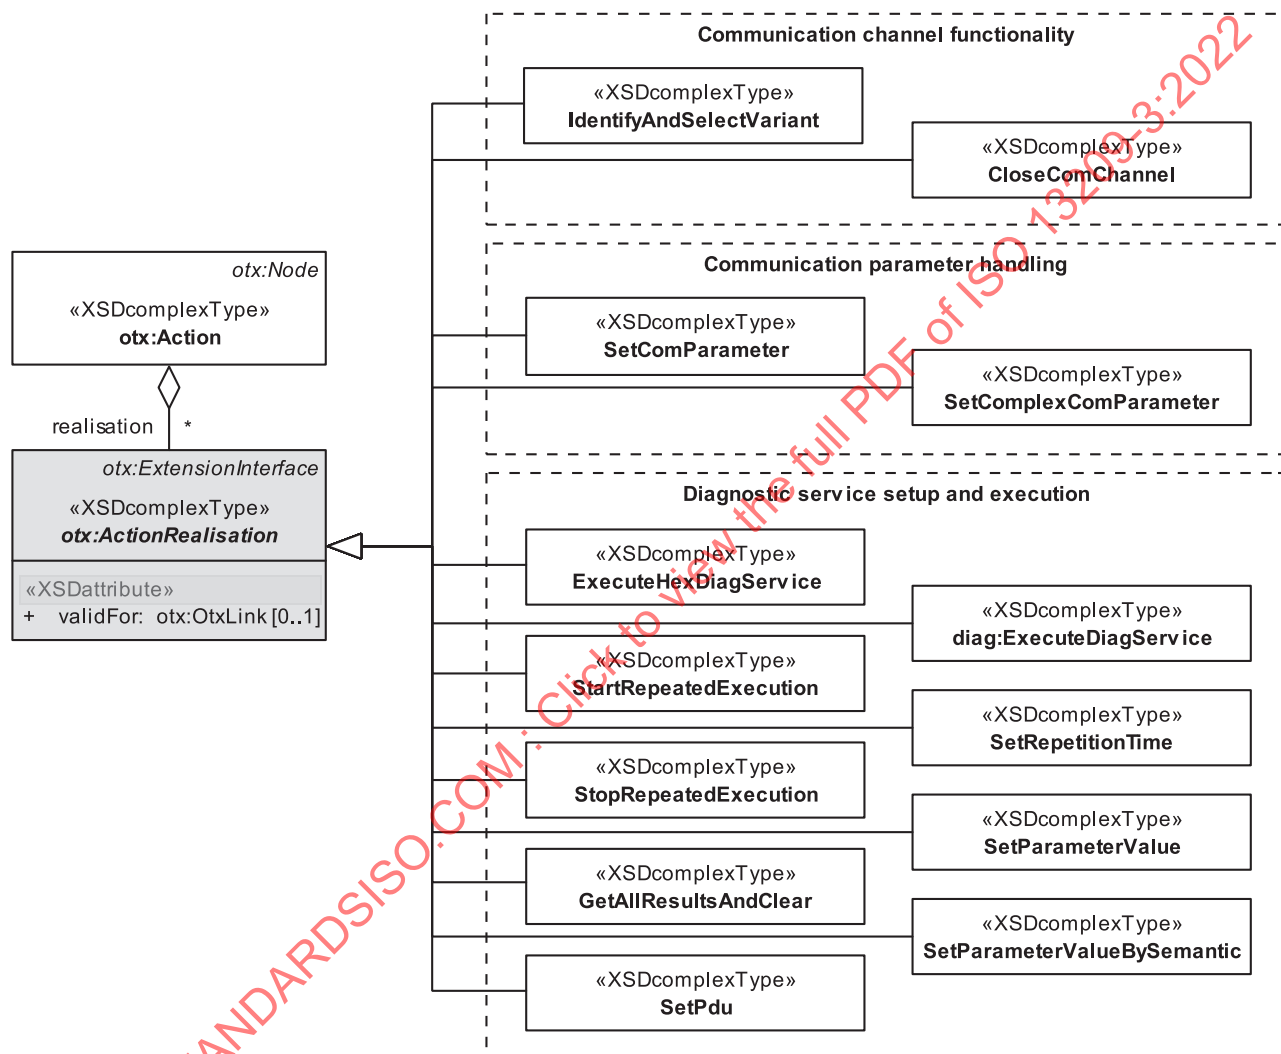 Communication channel functionality
«XSDcomplexType»
IdentifyAndSelectVariant
«XSDcomplexType»
CloseComChannel
otx:Node
«XSDcomplexType»
otx:Action
realisation *
otx:ExtensionInterface
«XSDcomplexType»
otx:ActionRealisation
«XSDattribute»
+ validFor: otx:OtxLink [0..1]
Communication parameter handling
«XSDcomplexType»
SetComParameter
«XSDcomplexType»
SetComplexComParameter
Diagnostic service setup and execution
«XSDcomplexType»
ExecuteHexDiagService
«XSDcomplexType»
diag:ExecuteDiagService
«XSDcomplexType»
StartRepeatedExecution
«XSDcomplexType»
SetRepetitionTime
«XSDcomplexType»
StopRepeatedExecution
«XSDcomplexType»
SetParameterValue
«XSDcomplexType»
GetAllResultsAndClear
«XSDcomplexType»
SetParameterValueBySemantic
«XSDcomplexType»
SetPdu
ANDARDSISO.COM : Click to view the full PDF of ISO 13209-3:2022